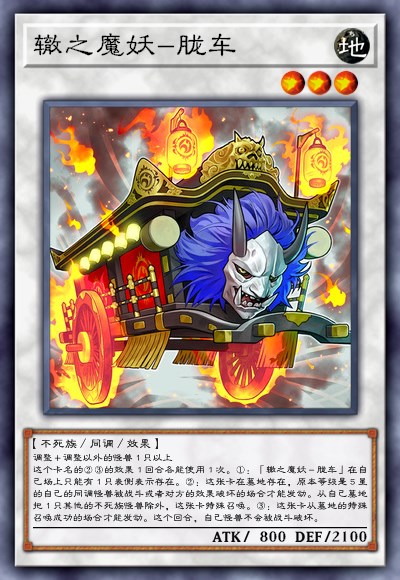 辙之魔妖-胧车
地
【不死族/同调/效果】
调整+调整以外的怪兽1只以上
这个卡名的②③的效果1回合各能使用1次。①：「辙之魔妖-胧车」在自
己场上只能有1只表侧表示存在。②：这张卡在墓地存在，原本等级是5星
的自己的同调怪兽被战斗或者对方的效果破坏的场合才能发动。从自己墓地
把1只其他的不死族怪兽除外，这张卡特殊召唤。③：这张卡从墓地的特殊
召唤成功的场合才能发动。这个回合，自己怪兽不会被战斗破坏。
ATK/ 800 DEF/2100